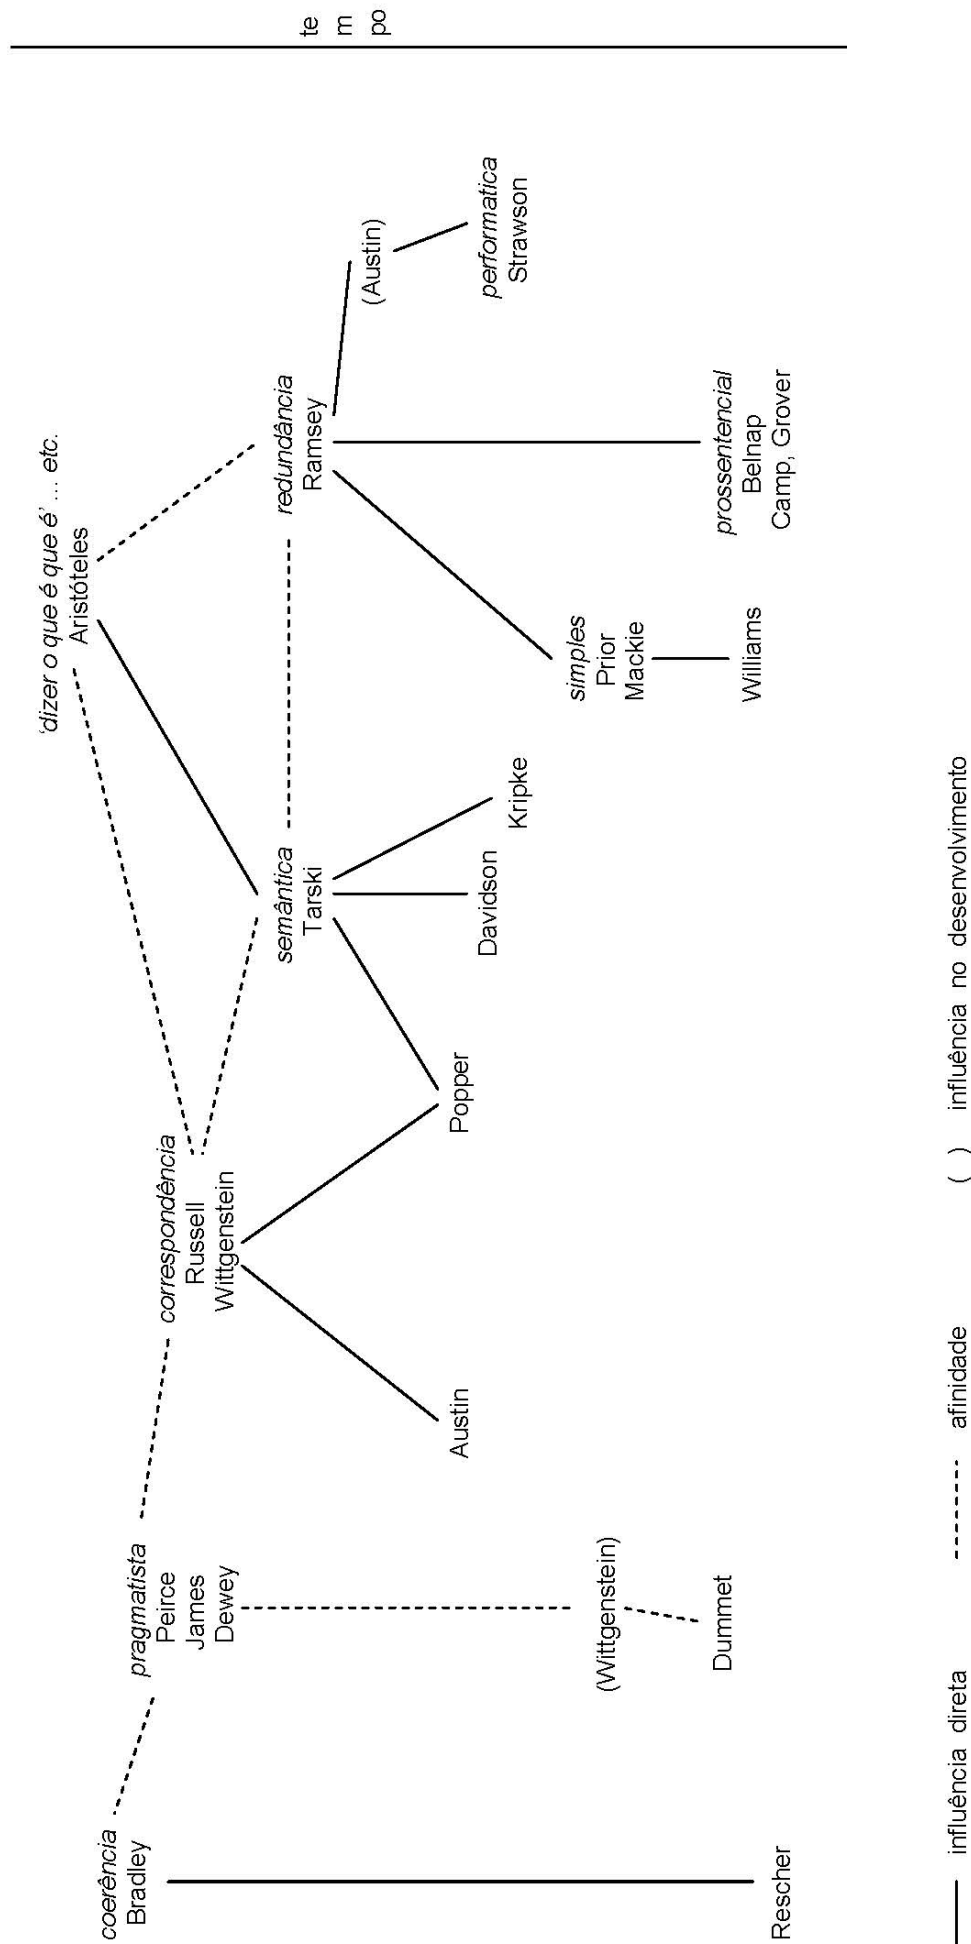 'dizer o que é que é' ... etc.
Aristóteles
te
m
po
coerência
Bradley
pragmatista
Peirce
James
Dewey
correspondência
Russell
Wittgenstein
semântica
Tarski
redundância
Ramsey
(Austin)
performatica
Strawson
Austin
Popper
Davidson
Kripke
simples
Prior
Mackie
Williams
prossentencial
Belnap
Camp, Grover
(Wittgenstein)
Dummet
Rescher
influência direta
afinidade
( ) influência no desenvolvimento